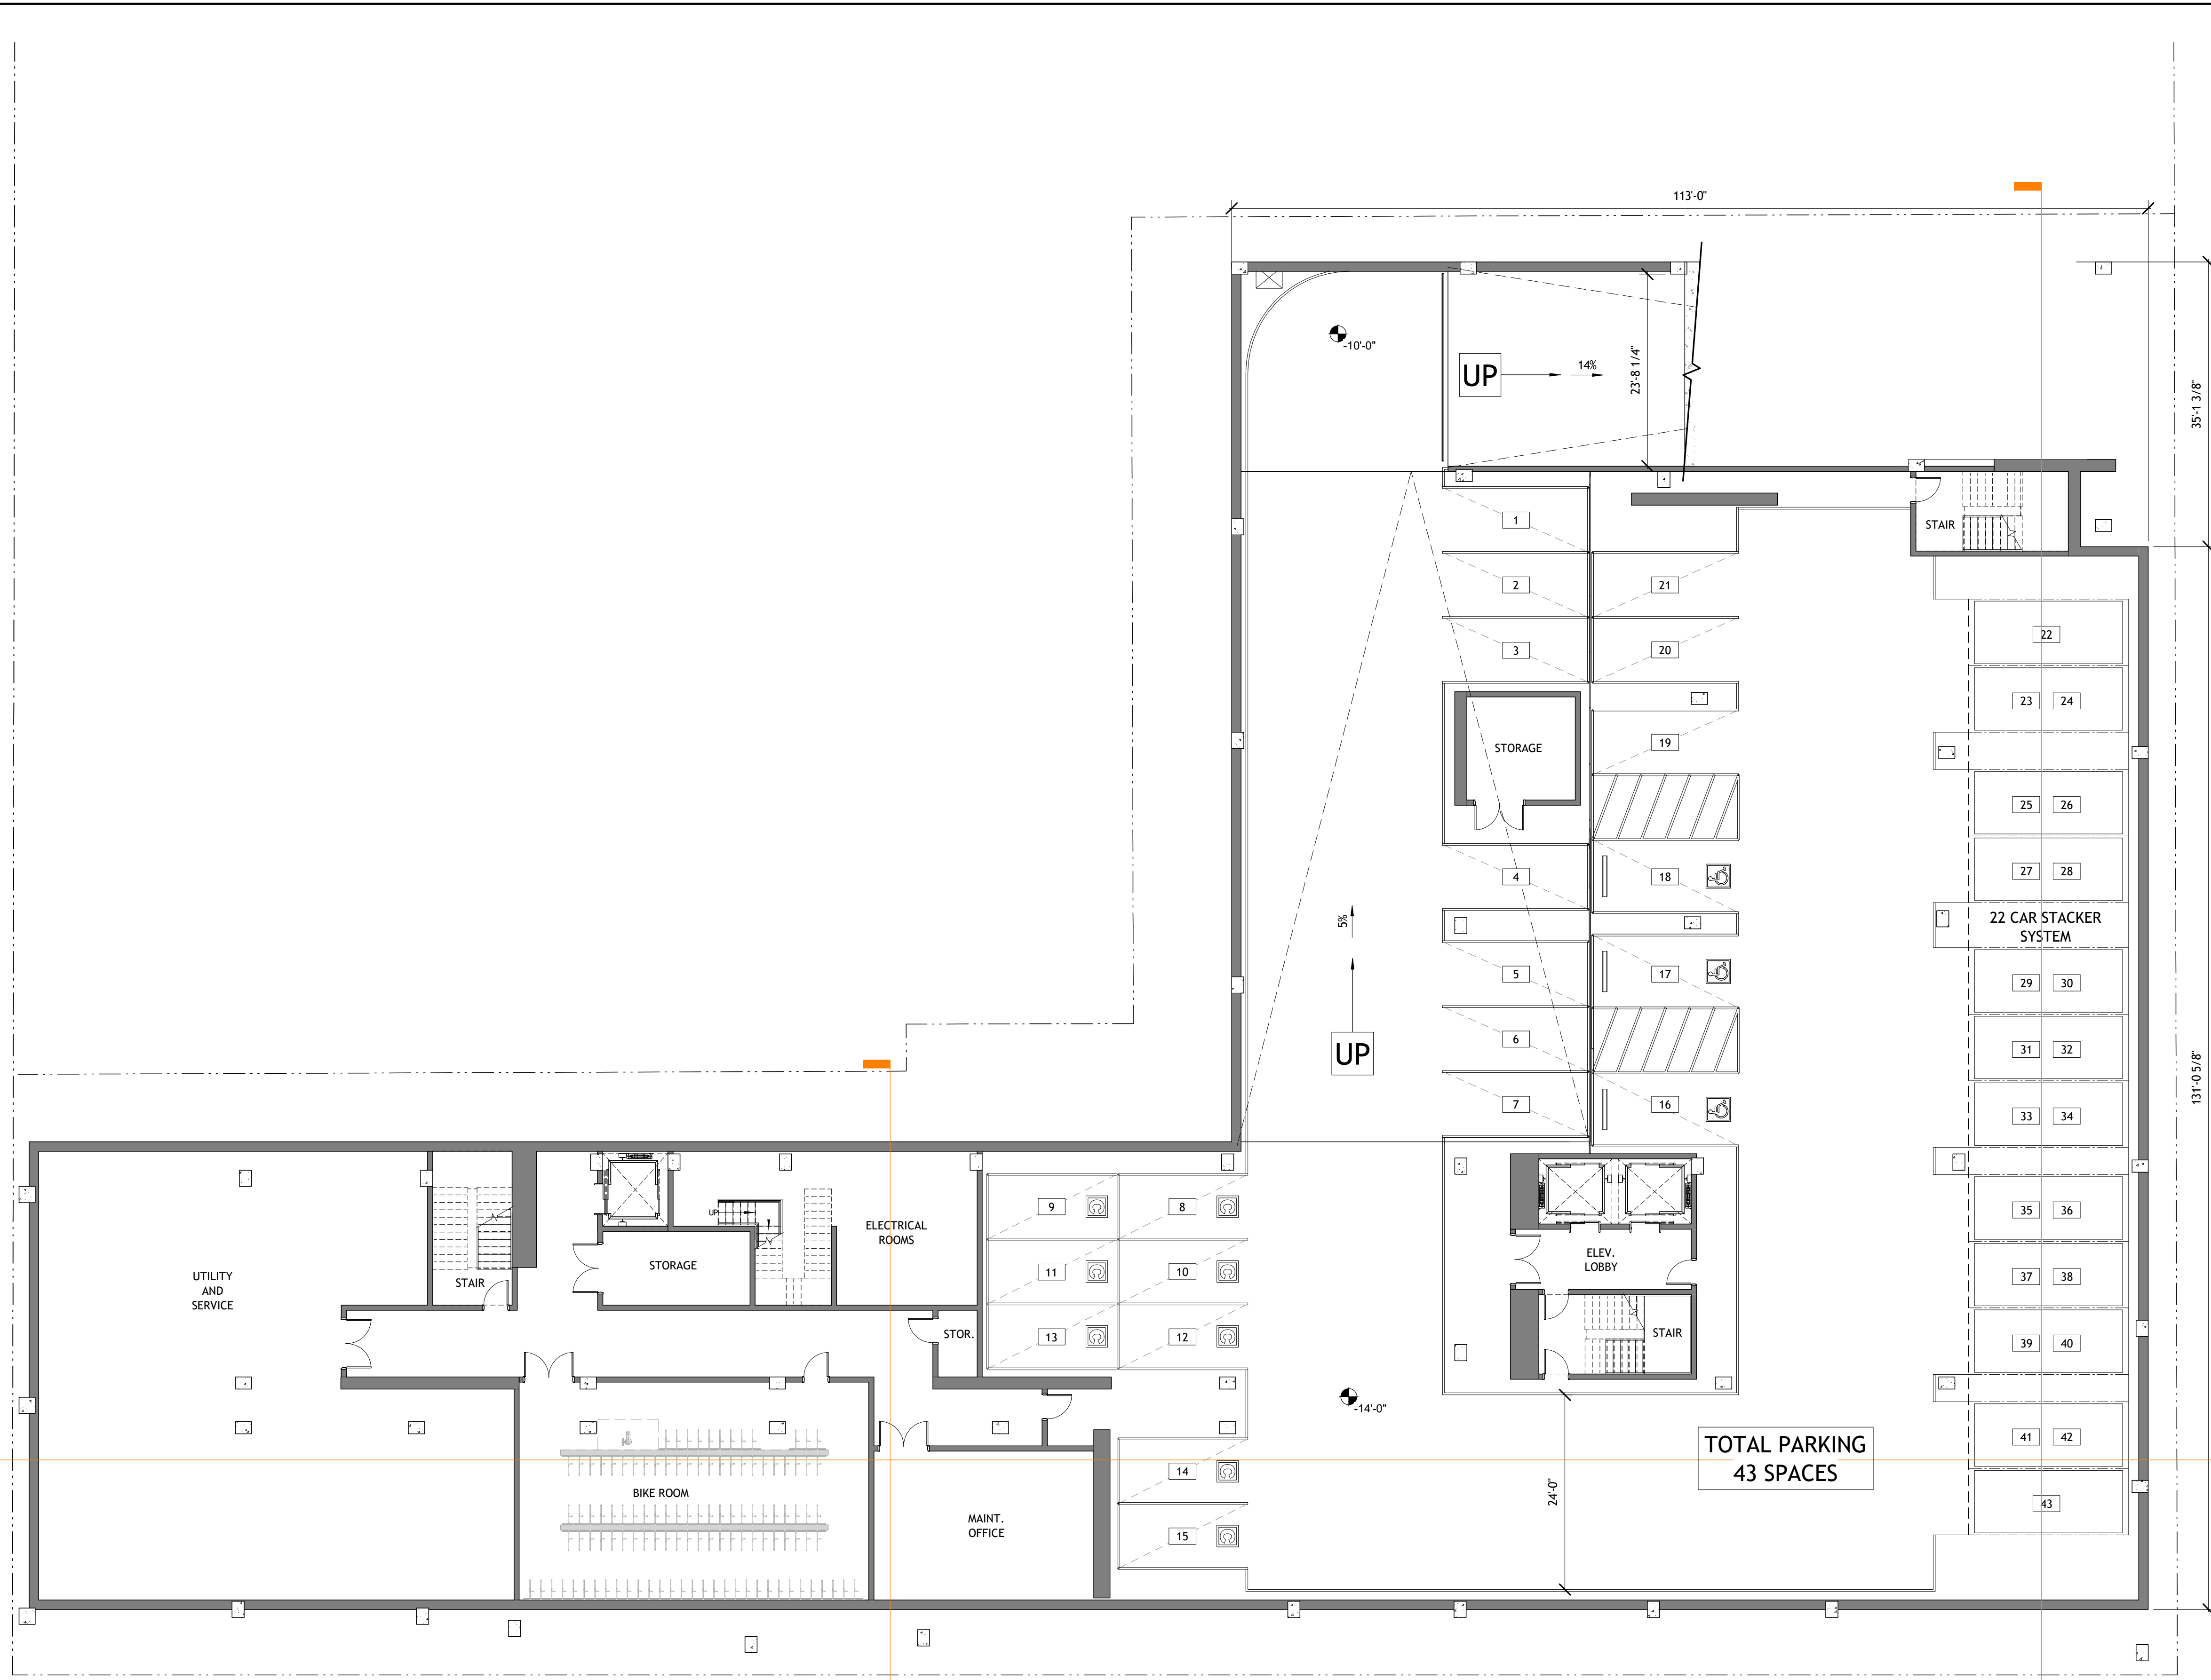 113'-0"
-10'-0"
UP
14%
23'-8 1/4"
35'-1 3/8"
STAIR
1
2
21
3
20
22
23 24
STORAGE
19
25 26
4
18
27 28
5%
22 CAR STACKER
SYSTEM
5
17
29 30
UP
6
31 32
7
16
33 34
131'-0 5/8"
9
8
C
C
35 36
UP
ELECTRICAL
ROOMS
ELEV.
LOBBY
STORAGE
11
10
C
C
37 38
UTILITY
AND
SERVICE
STAIR
STOR.
13
12
C
C
STAIR
39 40
-14'-0"
TOTAL PARKING
43 SPACES
41 42
14
C
BIKE ROOM
24'-0"
43
MAINT.
OFFICE
15
C